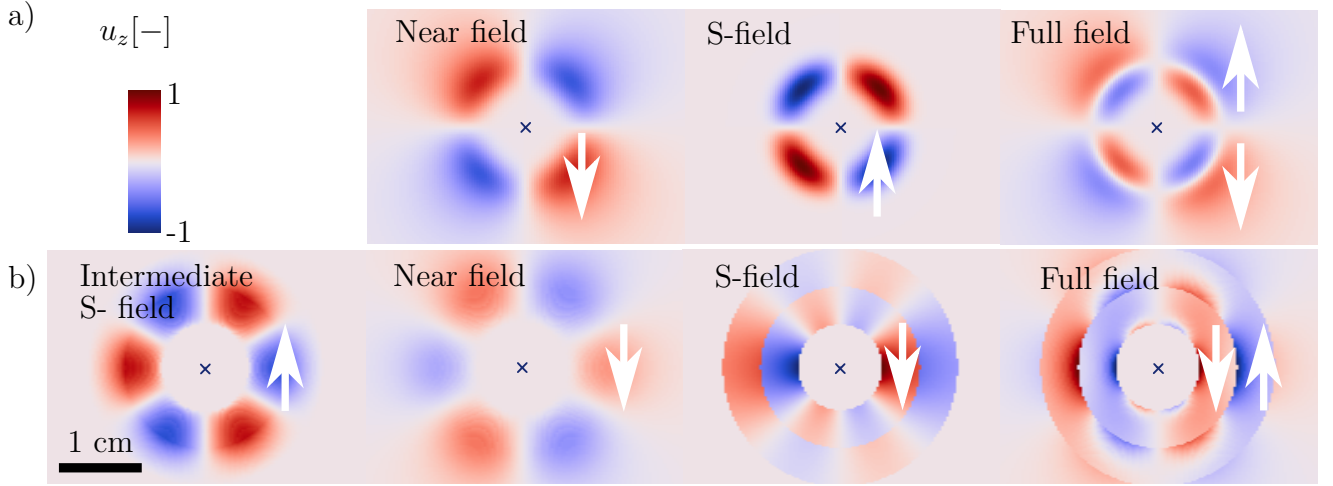 a)
u_z[−]
1
-1
Near field
S-field
Full field
b)
Intermediate
S- field
Near field
S-field
Full field
1 cm